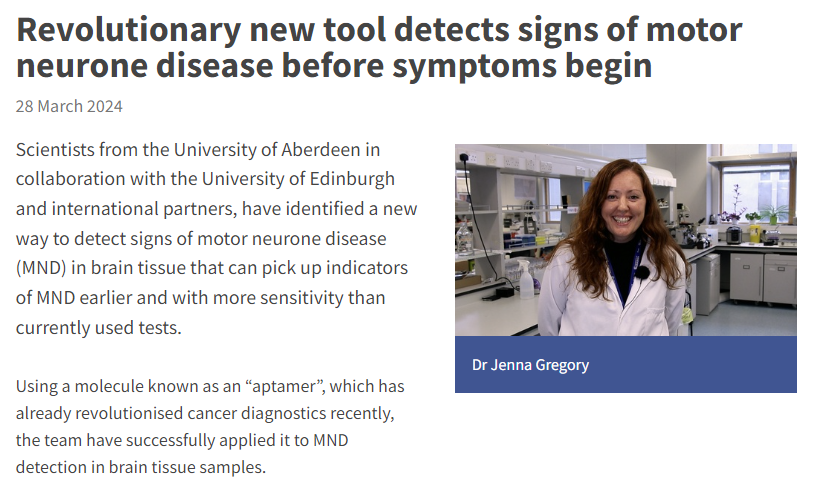 Revolutionary new tool detects signs of motor
neurone disease before symptoms begin
28 March 2024
Scientists from the University of Aberdeen in
collaboration with the University of Edinburgh
and international partners, have identified a new
way to detect signs of motor neurone disease
(MND) in brain tissue that can pick up indicators
of MND earlier and with more sensitivity than
currently used tests.
Using a molecule known as an “aptamer”, which has
already revolutionised cancer diagnostics recently,
the team have successfully applied it to MND
detection in brain tissue samples.
Dr Jenna Gregory